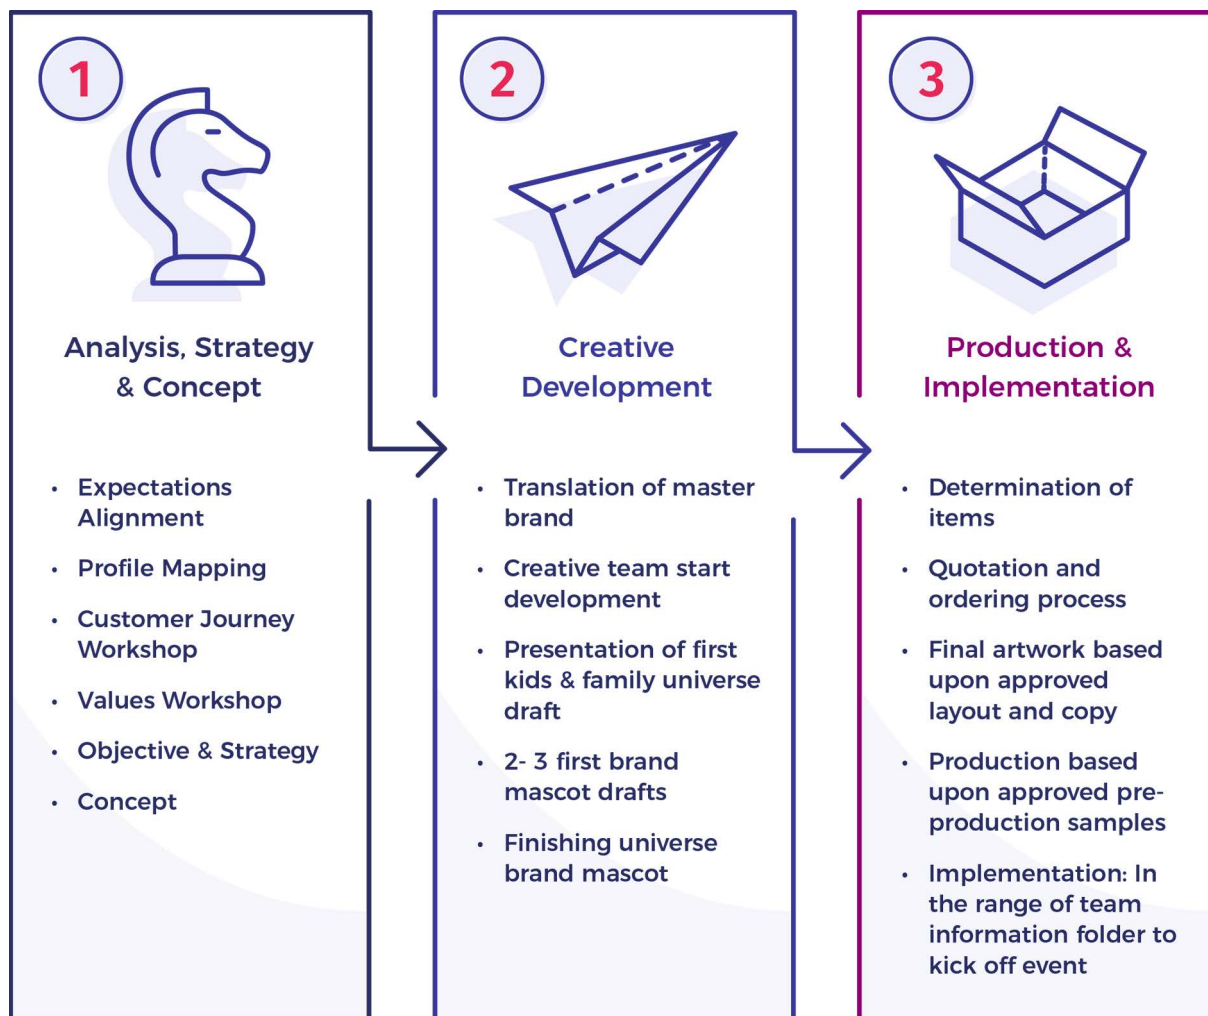 1
Analysis, Strategy
& Concept
• Expectations
Alignment
• Profile Mapping
• Customer Journey
Workshop
• Values Workshop
• Objective & Strategy
• Concept
2
Creative
Development
• Translation of master
brand
• Creative team start
development
• Presentation of first
kids & family universe
draft
• 2- 3 first brand
mascot drafts
• Finishing universe
brand mascot
3
Production &
Implementation
• Determination of
items
• Quotation and
ordering process
• Final artwork based
upon approved
layout and copy
• Production based
upon approved pre-
production samples
• Implementation: In
the range of team
information folder to
kick off event